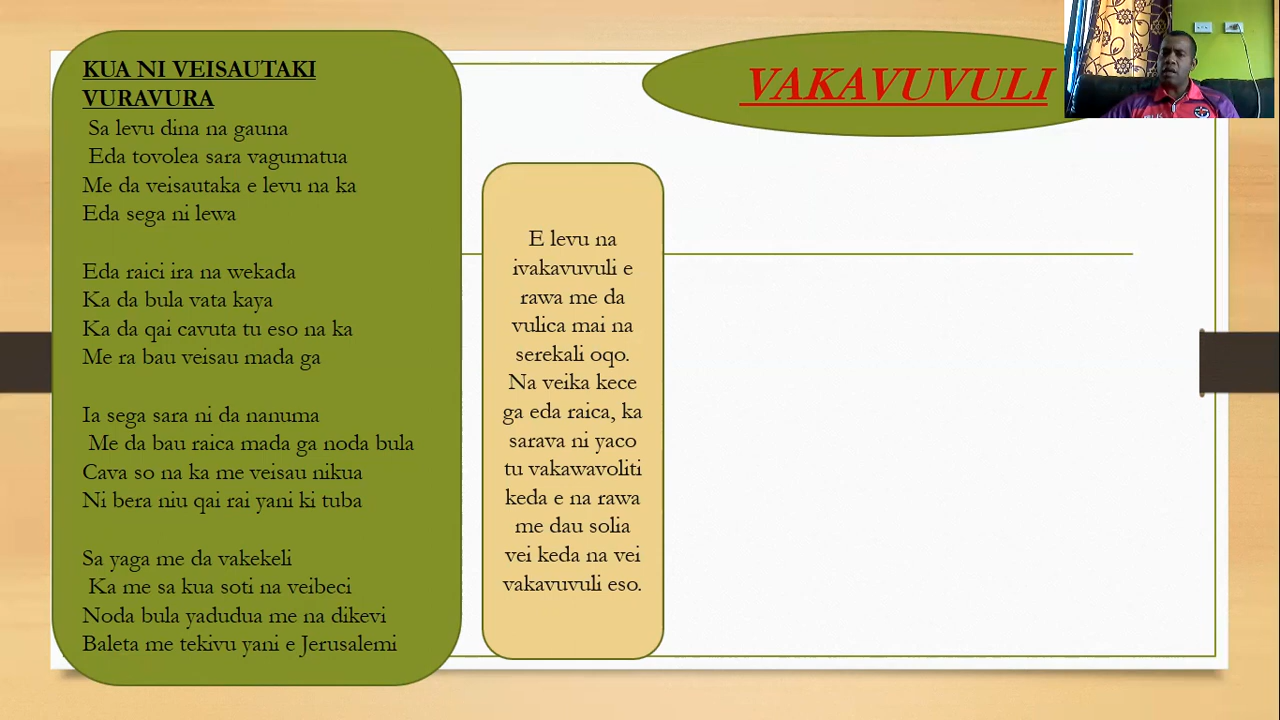 KUA NI VEISAUTAKI
VURAVURA
Sa levu dina na gauna
Eda tovolea sara vagumatua
Me da veisautaka e levu na ka
Eda sega ni lewa
Eda raici ira na wekada
Ka da bula vata kaya
Ka da qai cavuta tu eso na ka
Me ra bau veisau mada ga
Ia sega sara ni da nanuma
Me da bau raica mada ga noda bula
Cava so na ka me veisau nikua
Ni bera niu qai rai yani ki tuba
Sa yaga me da vakekeli
Ka me sa kua soti na veibeci
Noda bula yadudua me na dikevi
Baleta me tekivu yani e Jerusalemi
VAKAVUVULI
E levu na
ivakavuvuli e
rawa me da
vulica mai na
serekali oqo.
Na veika kece
ga eda raica, ka
sarava ni yaco
tu vakawavoliti
keda e na rawa
me dau solia
vei keda na vei
vakavuvuli eso.